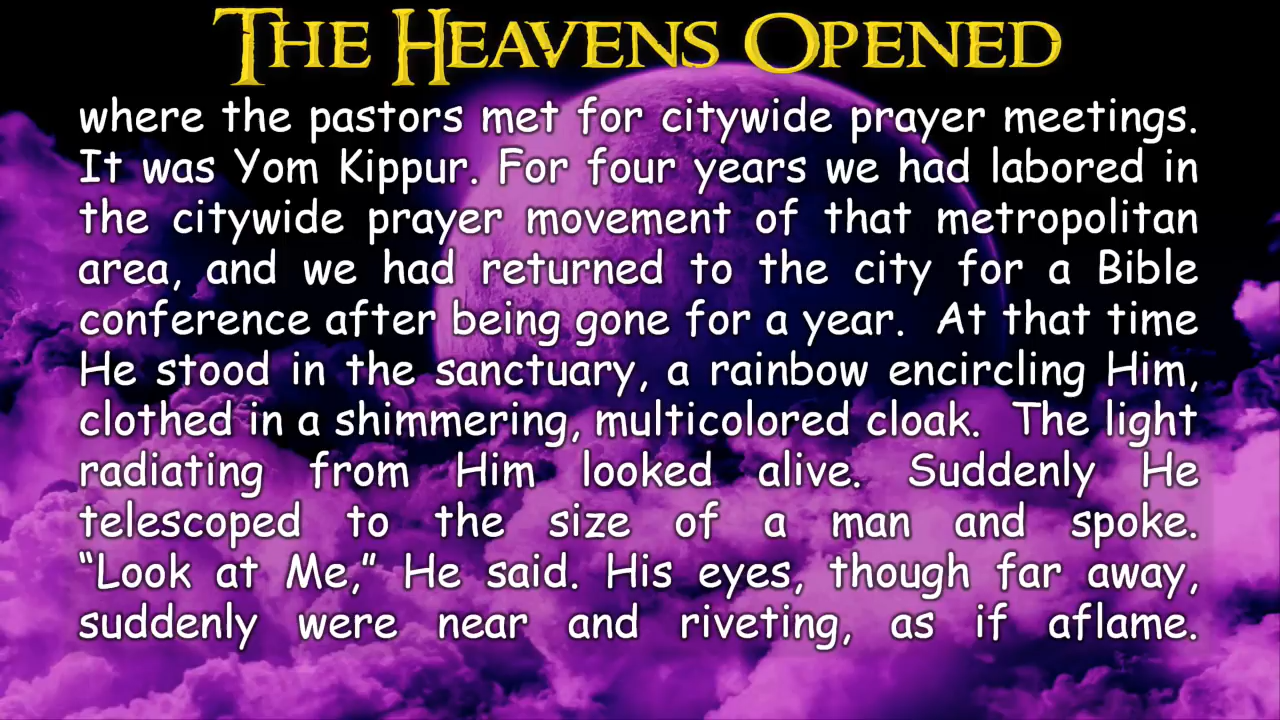 THE HEAVENS OPENED
where the pastors met for citywide prayer meetings.
It was Yom Kippur. For four years we had labored in
the citywide prayer movement of that metropolitan
area, and we had returned to the city for a Bible
conference after being gone for a year.  At that time
He stood in the sanctuary, a rainbow encircling Him,
clothed in a shimmering, multicolored cloak.  The light
radiating from Him looked alive. Suddenly He
telescoped to the size of a man and spoke.
“Look at Me,” He said. His eyes, though far away,
suddenly were near and riveting, as if aflame.